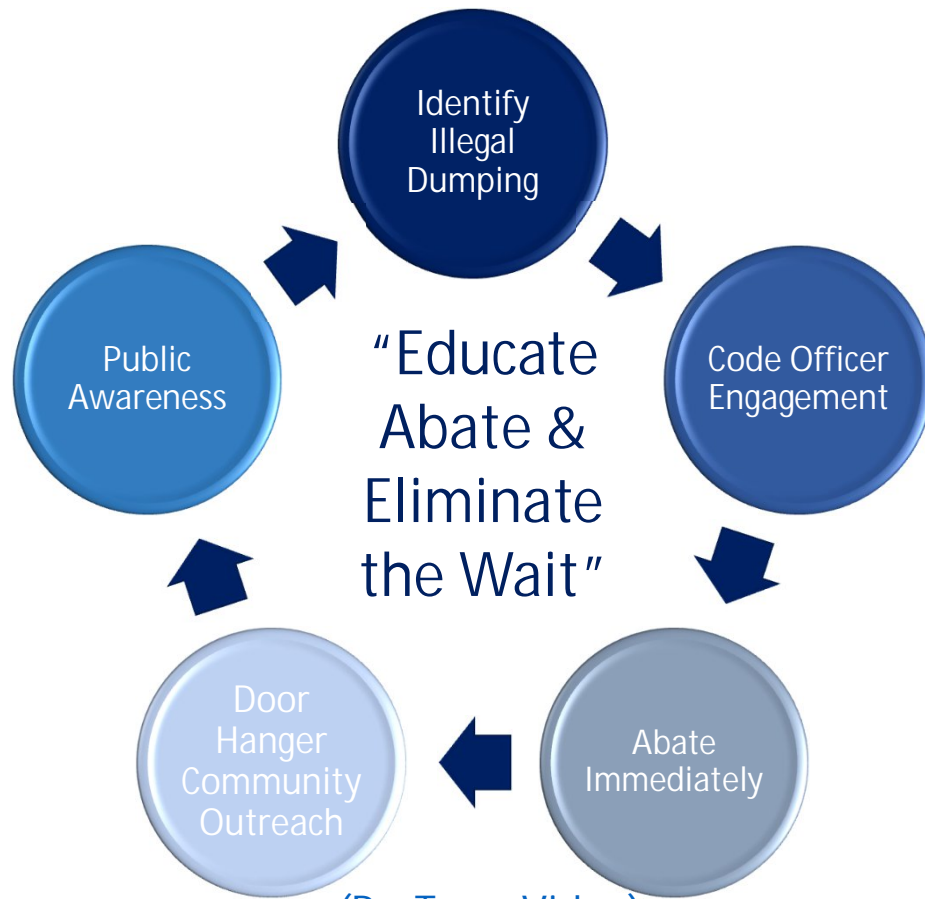 Identify
Illegal
Dumping
Public
Awareness
"Educate
Abate &
Eliminate
the Wait"
Code Officer
Engagement
Door
Hanger
Community
Outreach
Abate
Immediately